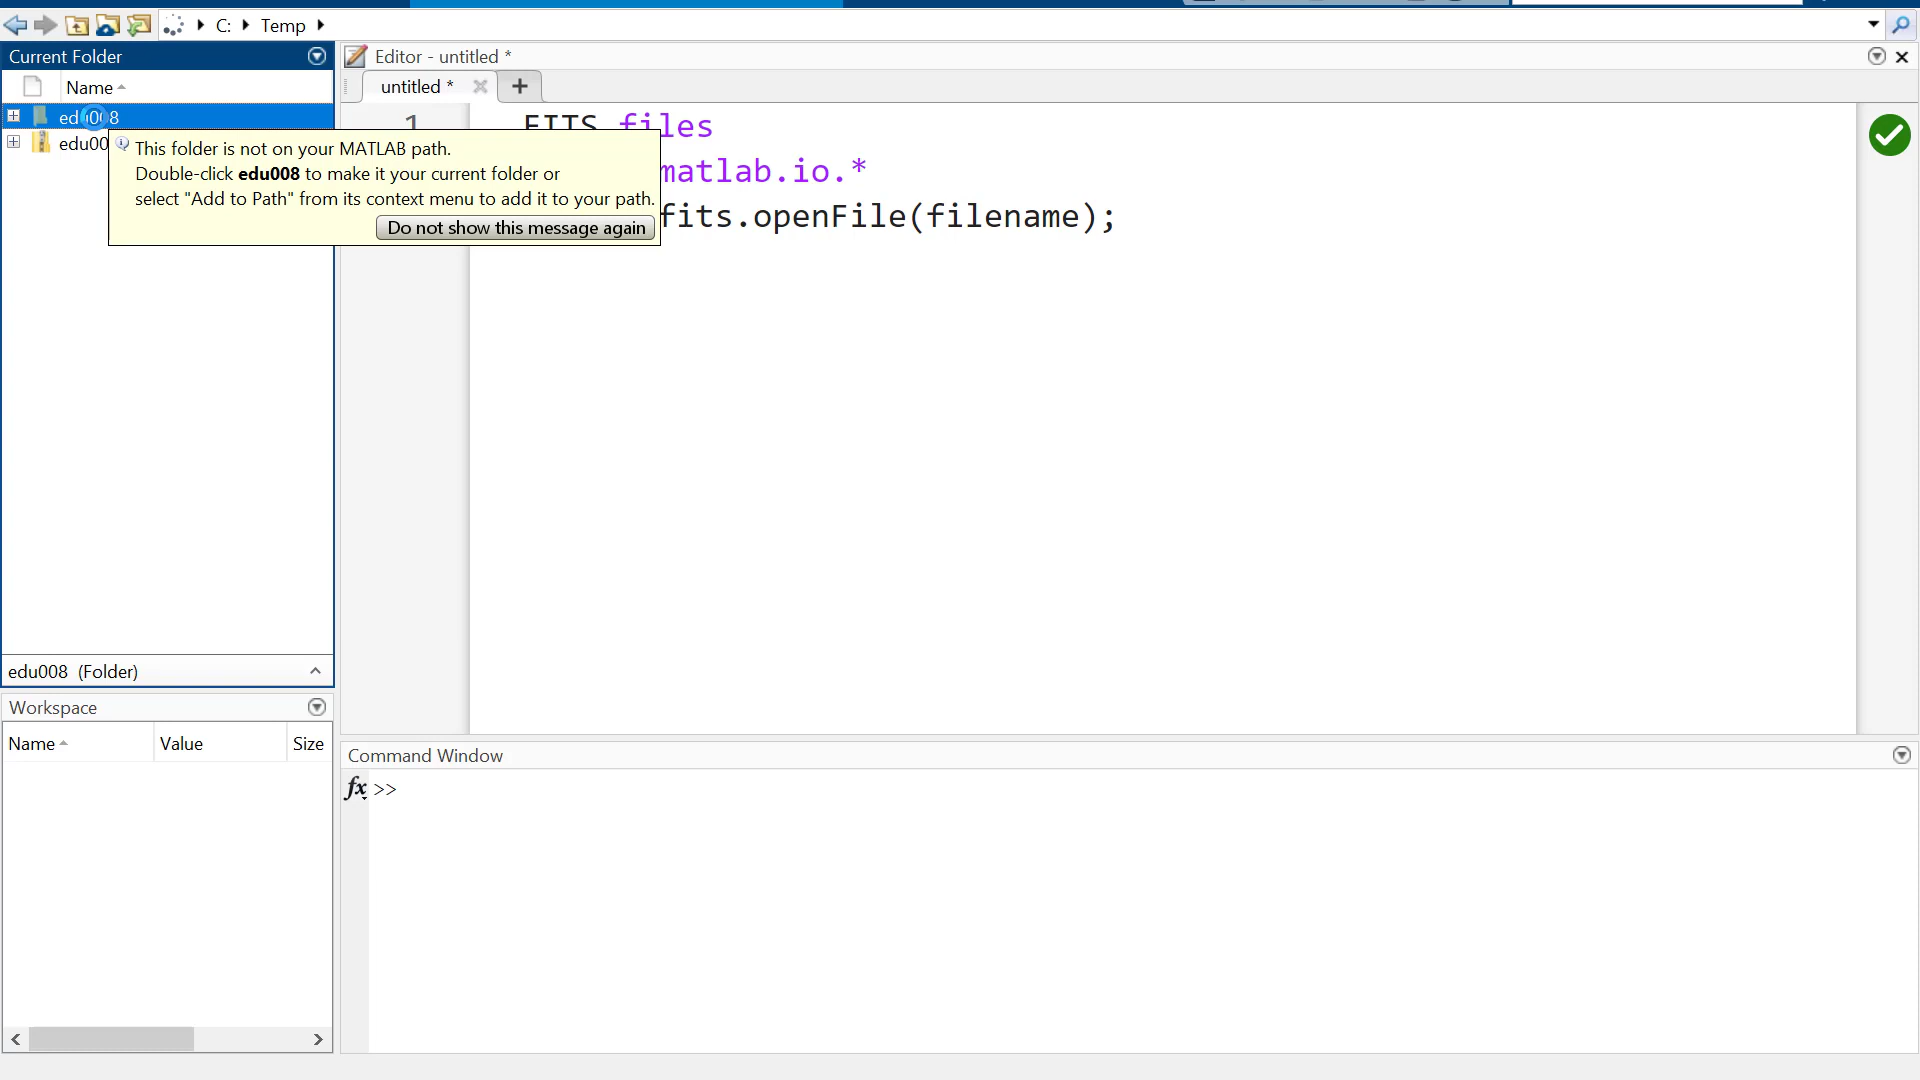 C: Temp
Current Folder
Editor - untitled *
Name
untitled *
edu008
edu00
This folder is not on your MATLAB path.
Double-click edu008 to make it your current folder or
select "Add to Path" from its context menu to add it to your path.
Do not show this message again
1 FITS files
matlab.io.*
fits.openFile(filename);
edu008 (Folder)
Workspace
Name Value Size
Command Window
fx >>